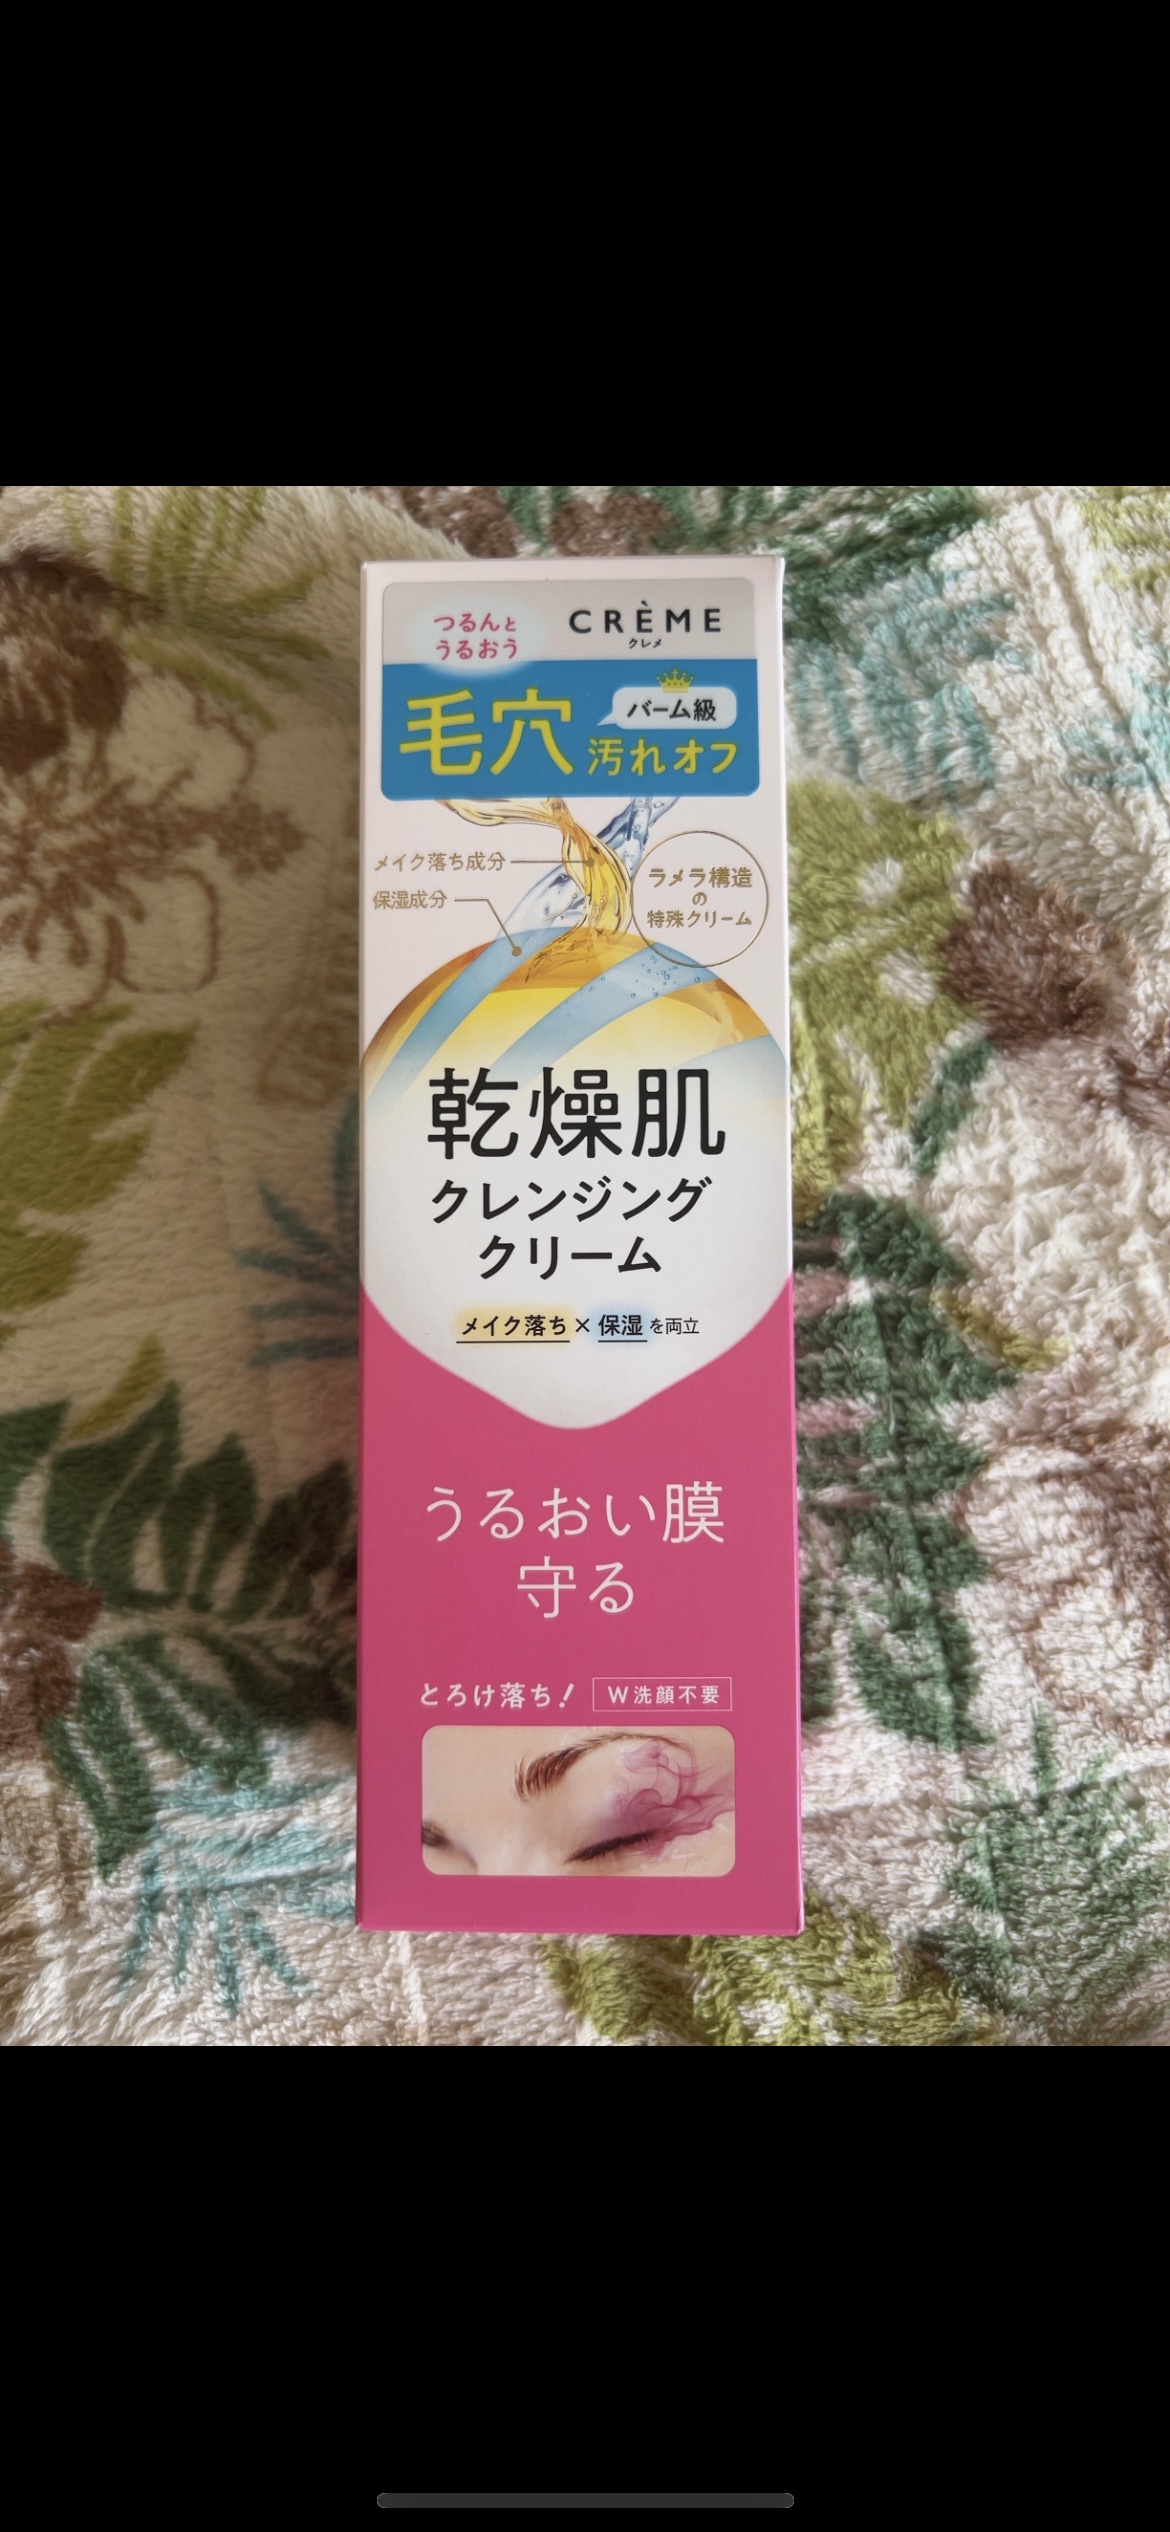 つるんと
うるおう
CRÈME
クレメ
バーム級
毛穴汚れオフ
メイク落ち成分
保湿成分
ラメラ構造
の
特殊クリーム
乾燥肌
クレンジング
クリーム
メイク落ち×保湿を両立
うるおい膜
守る
とろけ落ち!
W洗顔不要